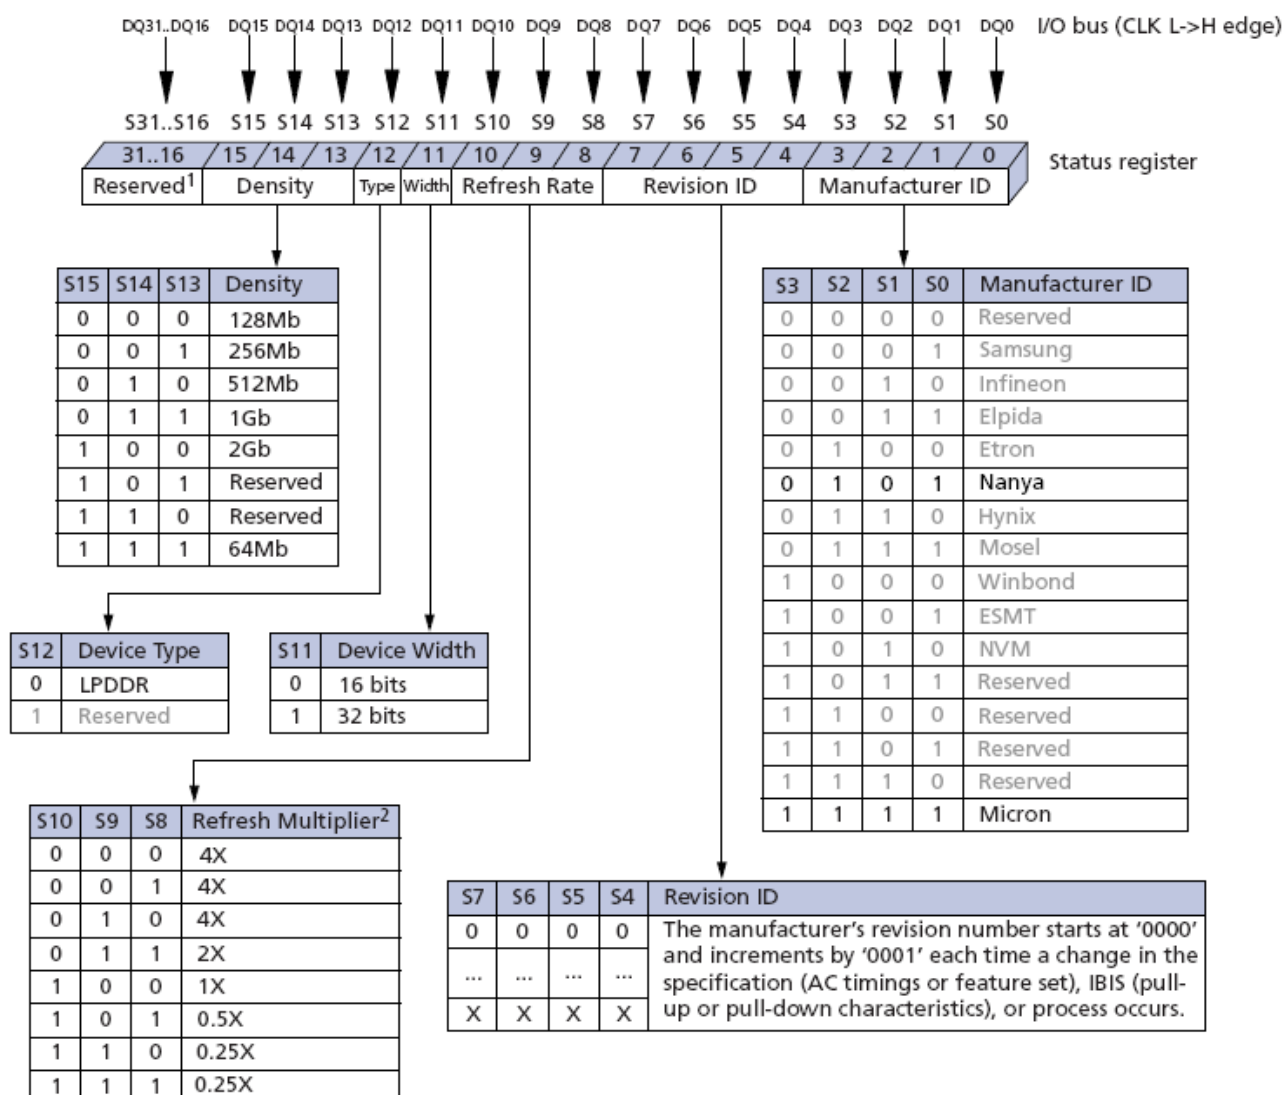 DQ31..DQ16 DQ15 DQ14 DQ13 DQ12 DQ11 DQ10 DQ9 DQ8 DQ7 DQ6 DQ5 DQ4 DQ3 DQ2 DQ1 DQ0 I/O bus (CLK L->H edge)
S31..S16 S15 S14 S13 S12 S11 S10 S9 S8 S7 S6 S5 S4 S3 S2 S1 S0
31..16 15 14 13 12 11 10 9 8 7 6 5 4 3 2 1 0 Status register
Reserved1 Density Type Width Refresh Rate Revision ID Manufacturer ID
S15 S14 S13 Density
0 0 0 128Mb
0 0 1 256Mb
0 1 0 512Mb
0 1 1 1Gb
1 0 0 2Gb
1 0 1 Reserved
1 1 0 Reserved
1 1 1 64Mb
S3 S2 S1 S0 Manufacturer ID
0 0 0 0 Reserved
0 0 0 1 Samsung
0 0 1 0 Infineon
0 0 1 1 Elpida
0 1 0 0 Etron
0 1 0 1 Nanya
0 1 1 0 Hynix
0 1 1 1 Mosel
1 0 0 0 Winbond
1 0 0 1 ESMT
1 0 1 0 NVM
1 0 1 1 Reserved
1 1 0 0 Reserved
1 1 0 1 Reserved
1 1 1 0 Reserved
1 1 1 1 Micron
S12 Device Type
0 LPDDR
1 Reserved
S11 Device Width
0 16 bits
1 32 bits
S10 S9 S8 Refresh Multiplier2
0 0 0 4X
0 0 1 4X
0 1 0 4X
0 1 1 2X
1 0 0 1X
1 0 1 0.5X
1 1 0 0.25X
1 1 1 0.25X
S7 S6 S5 S4 Revision ID
0 0 0 0
... ... ... ...
X X X X
The manufacturer's revision number starts at '0000'
and increments by '0001' each time a change in the
specification (AC timings or feature set), IBIS (pull-
up or pull-down characteristics), or process occurs.